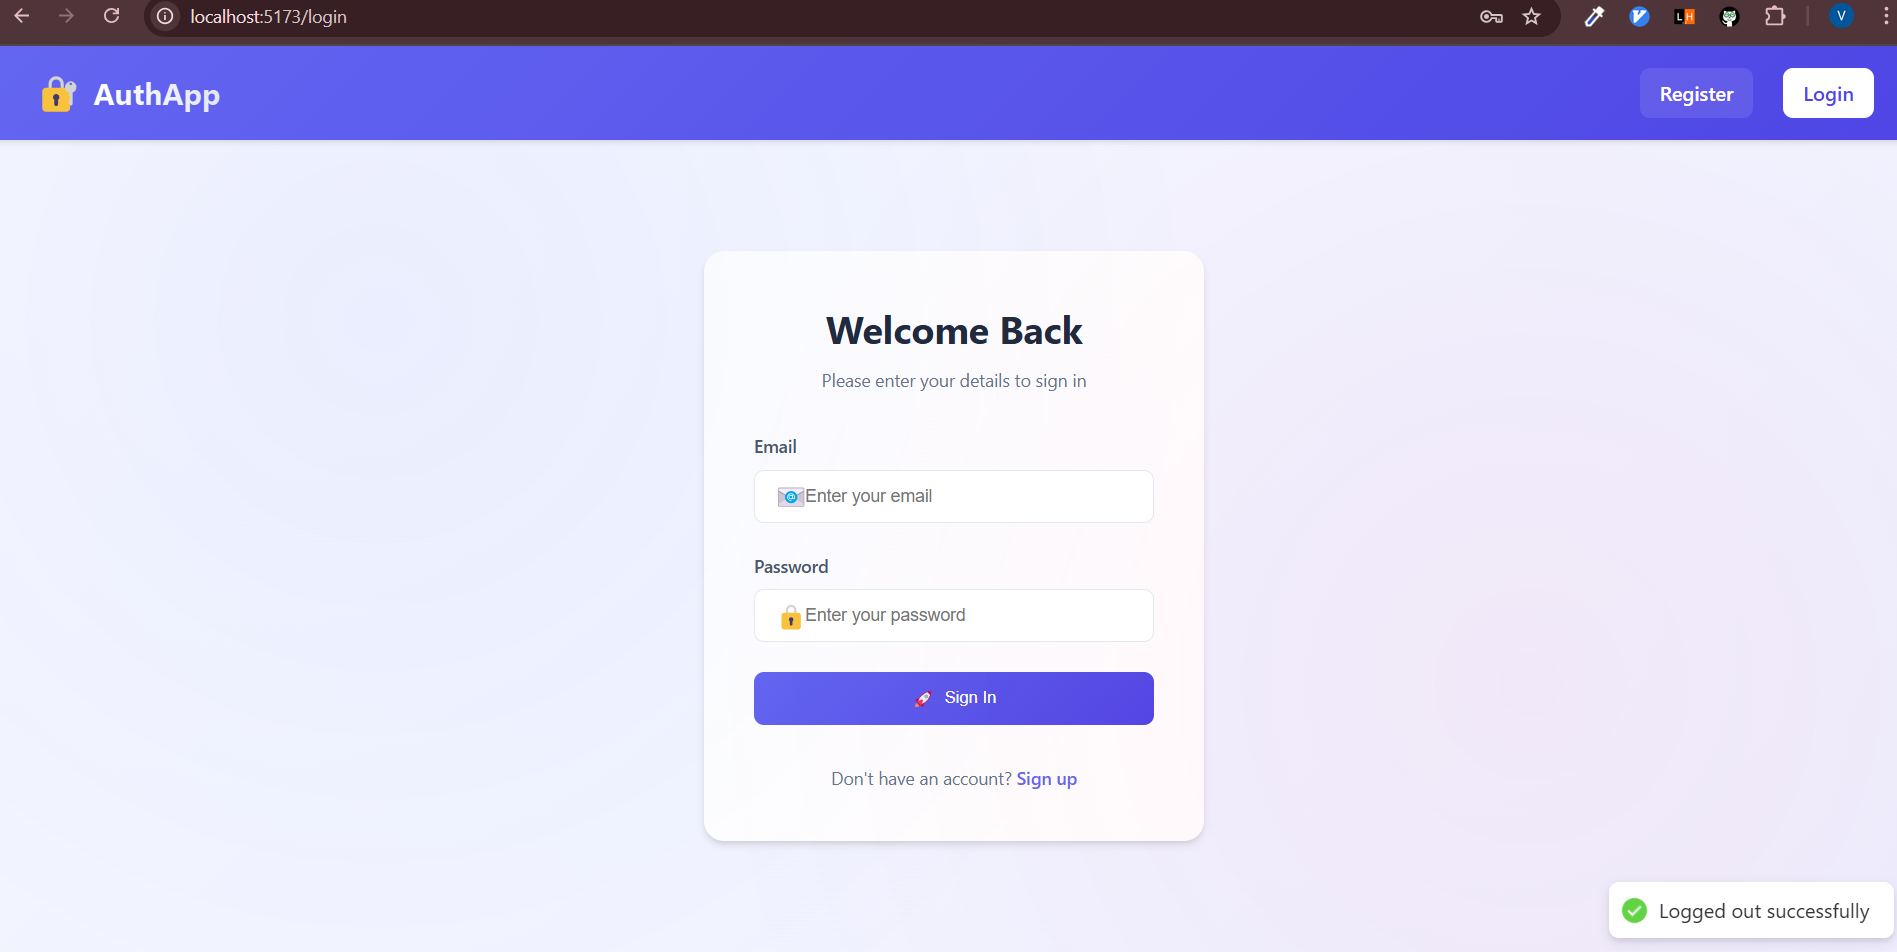 localhost:5173/login
L H
V
AuthApp
Register
Login
Welcome Back
Please enter your details to sign in
Email
Enter your email
Password
Enter your password
Sign In
Don't have an account? Sign up
Logged out successfully